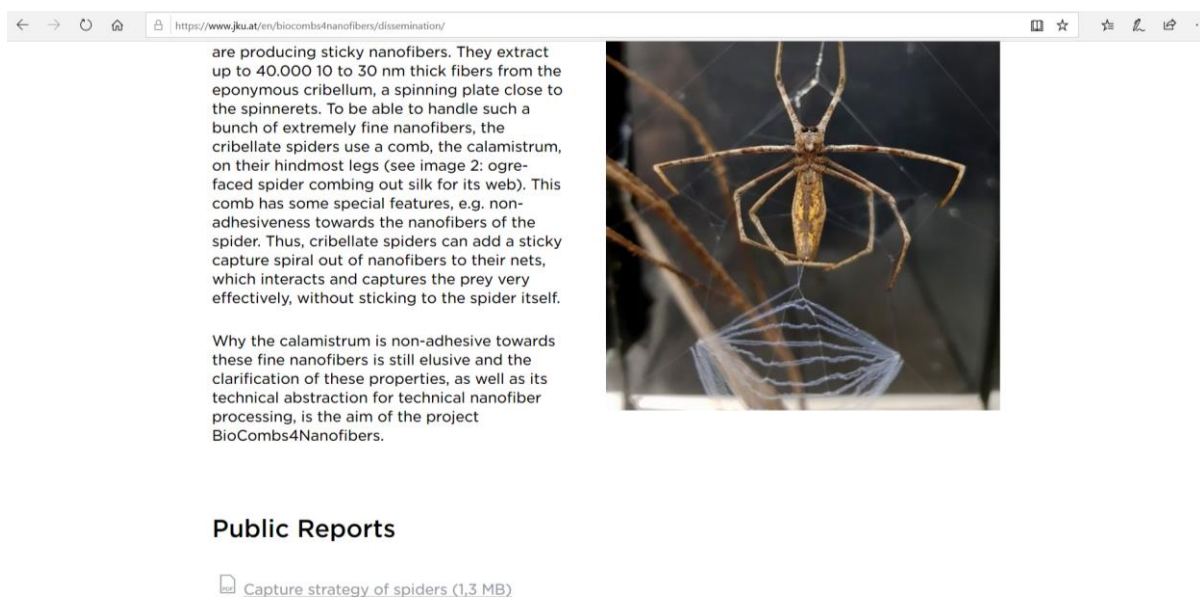 https://www.jku.at/en/biocombs4nanofibers/dissemination/
are producing sticky nanofibers. They extract
up to 40.000 10 to 30 nm thick fibers from the
eponymous cribellum, a spinning plate close to
the spinnerets. To be able to handle such a
bunch of extremely fine nanofibers, the
cribellate spiders use a comb, the calamistrum,
on their hindmost legs (see image 2: ogre-
faced spider combing out silk for its web). This
comb has some special features, e.g. non-
adhesiveness towards the nanofibers of the
spider. Thus, cribellate spiders can add a sticky
capture spiral out of nanofibers to their nets,
which interacts and captures the prey very
effectively, without sticking to the spider itself.
Why the calamistrum is non-adhesive towards
these fine nanofibers is still elusive and the
clarification of these properties, as well as its
technical abstraction for technical nanofiber
processing, is the aim of the project
BioCombs4Nanofibers.
Public Reports
PDF Capture strategy of spiders (1,3 MB)